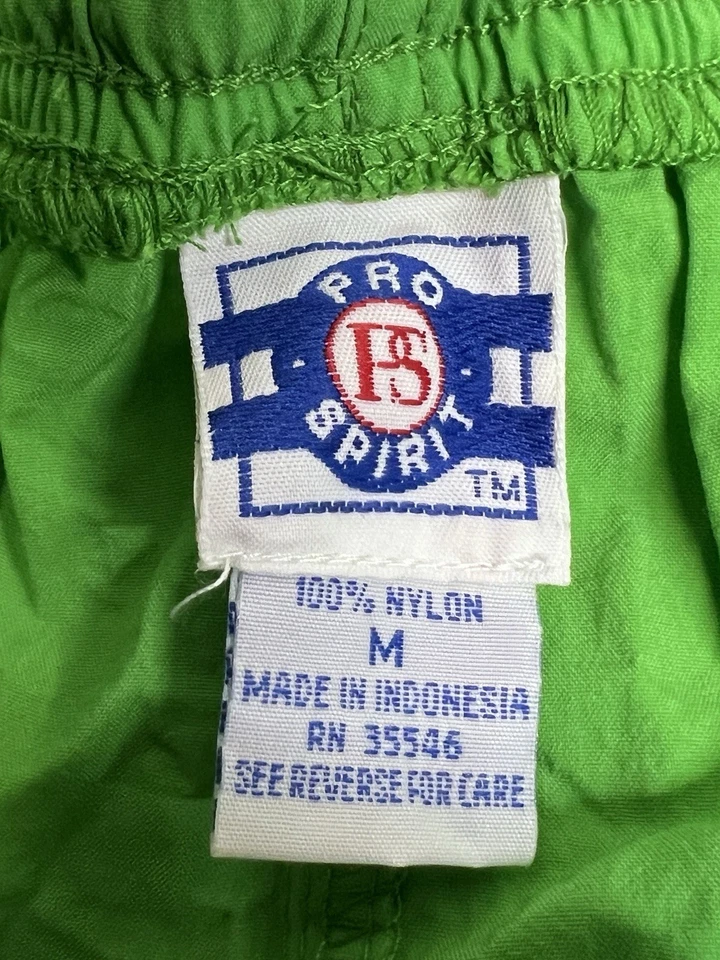 PRO
PS
SPIRIT
TM
100% NYLON
M
MADE IN INDONESIA
RN 35546
SEE REVERSE FOR CARE